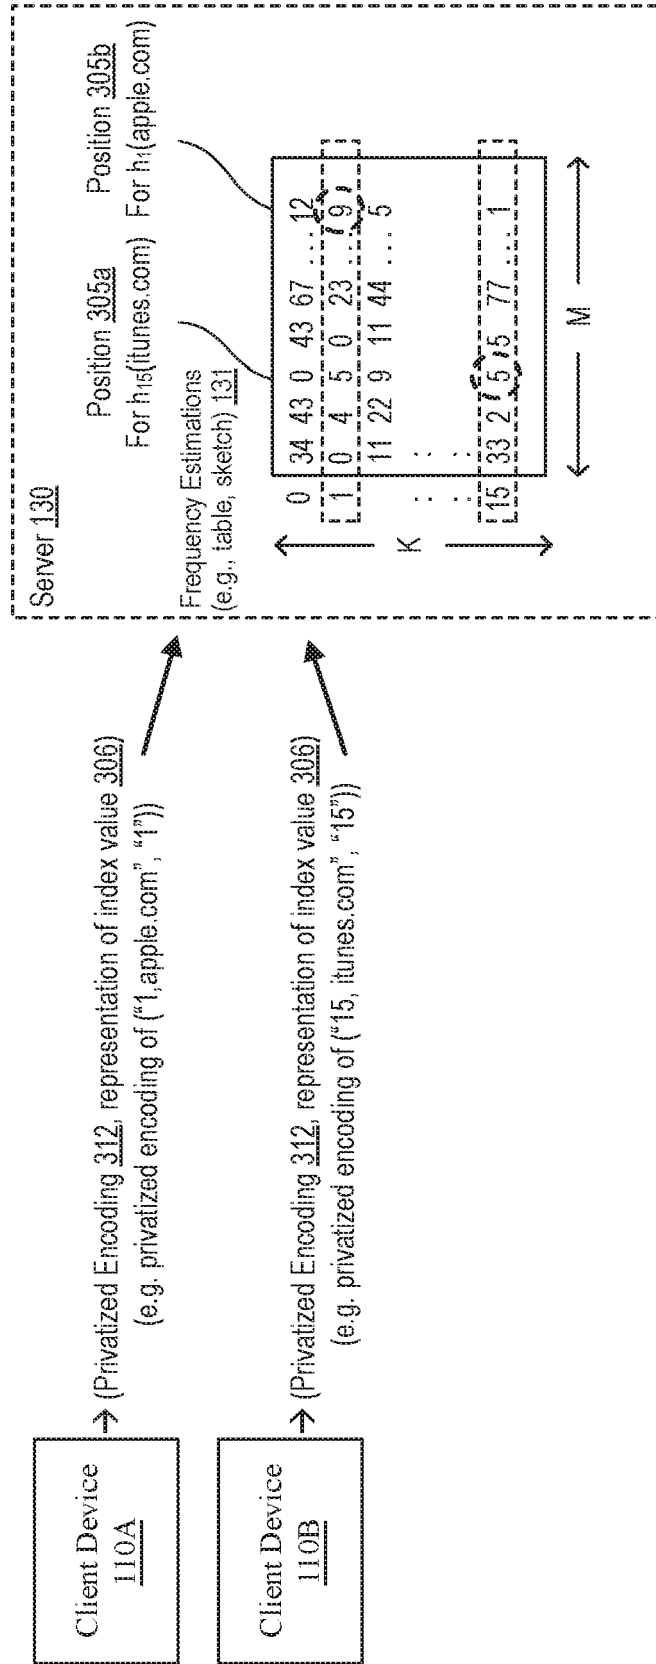 Client Device
110A
(Privatized Encoding 312, representation of index value 306)
(e.g. privatized encoding of (“1,apple.com”, “1”))
Client Device
110B
(Privatized Encoding 312, representation of index value 306)
(e.g. privatized encoding of (“15, itunes.com”, “15”))
Server 130
Position 305a
For h15(itunes.com)
Position 305b
For h1(apple.com)
Frequency Estimations
(e.g., table, sketch) 131
0 34 43 0 43 67 ... 12
1 0 4 5 0 23 ... 9
11 22 9 11 44 ... 5
: :
: :
15 33 2 5 5 77 ... 1
K
M